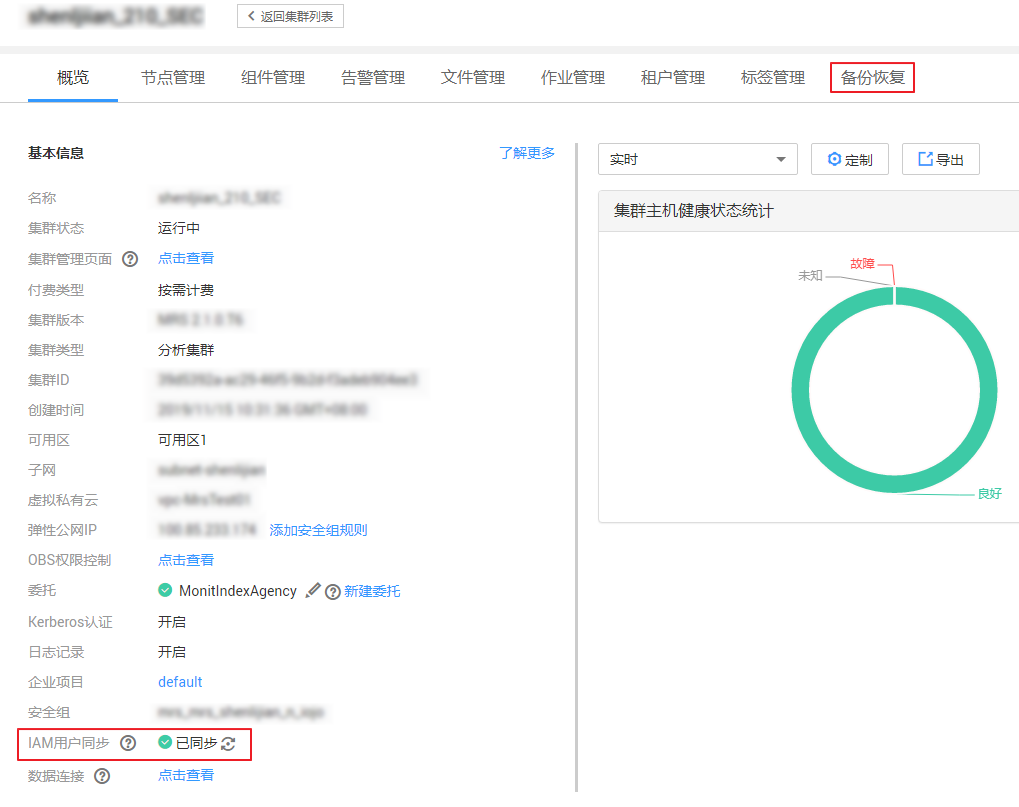 返回集群列表
概览 节点管理 组件管理 告警管理 文件管理 作业管理 租户管理 标签管理 备份恢复
基本信息 了解更多
名称
集群状态 运行中
集群管理页面 ? 点击查看
付费类型 按需计费
集群版本
集群类型 分析集群
集群ID
创建时间
可用区 可用区1
子网
虚拟私有云
弹性公网IP 添加安全组规则
OBS权限控制 点击查看
委托 MonitIndexAgency ? 新建委托
Kerberos认证 开启
日志记录 开启
企业项目 default
安全组
IAM用户同步 ? 已同步
数据连接 ? 点击查看
实时 定制 导出
集群主机健康状态统计
故障
未知
良好